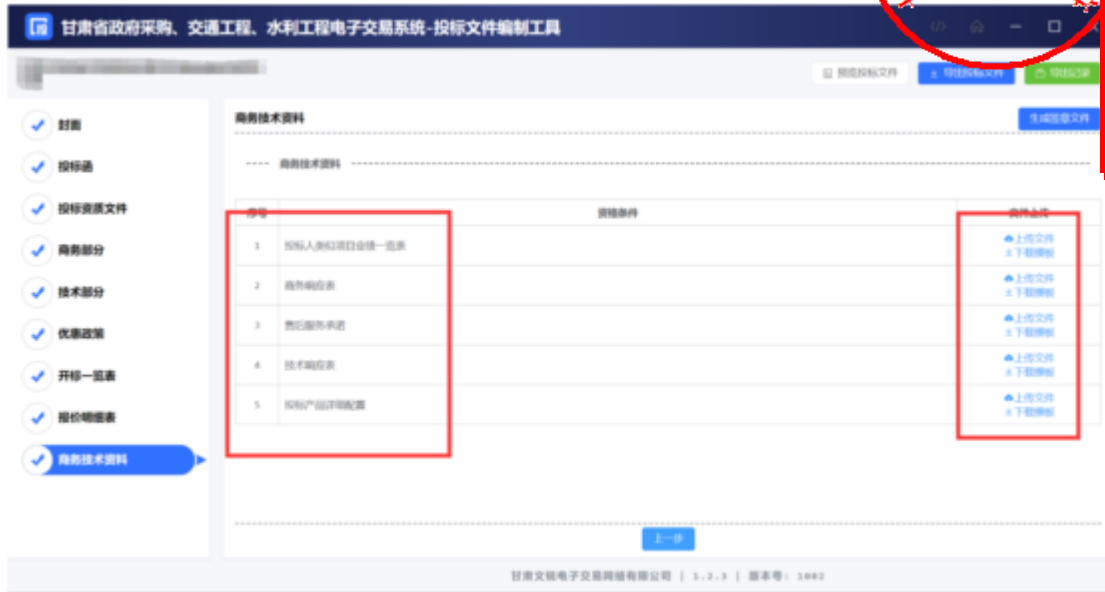 甘肃省政府采购、交通工程、水利工程电子交易系统-投标文件编制工具
预览投标文件 导出投标文件 导出记录
封面
投标函
投标资质文件
商务部分
技术部分
优惠政策
开标一览表
报价明细表
商务技术资料
商务技术资料 生成签章文件
商务技术资料
序号 资格条件 文件上传
1 投标人类似项目业绩一览表 上传文件
下载模板
2 商务响应表 上传文件
下载模板
3 售后服务承诺 上传文件
下载模板
4 技术响应表 上传文件
下载模板
5 投标产品详细配置 上传文件
下载模板
上一步
甘肃文锐电子交易网络有限公司 | 1.2.3 | 版本号: 1002